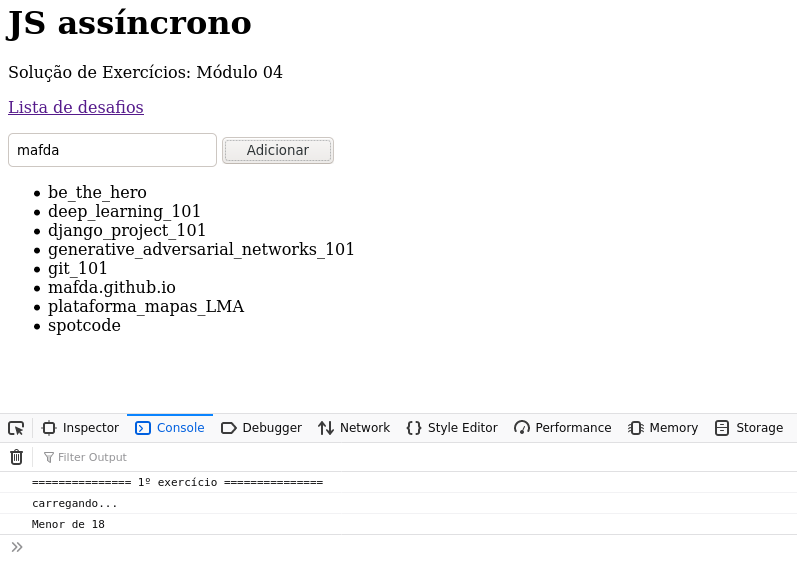 JS assíncrono
Solução de Exercícios: Módulo 04
Lista de desafios
mafda Adicionar
be_the_hero
deep_learning_101
django_project_101
generative_adversarial_networks_101
git_101
mafda.github.io
plataforma_mapas_LMA
spotcode
Inspector Console Debugger Network Style Editor Performance Memory Storage
Filter Output
=============== 1º exercício ===============
carregando...
Menor de 18